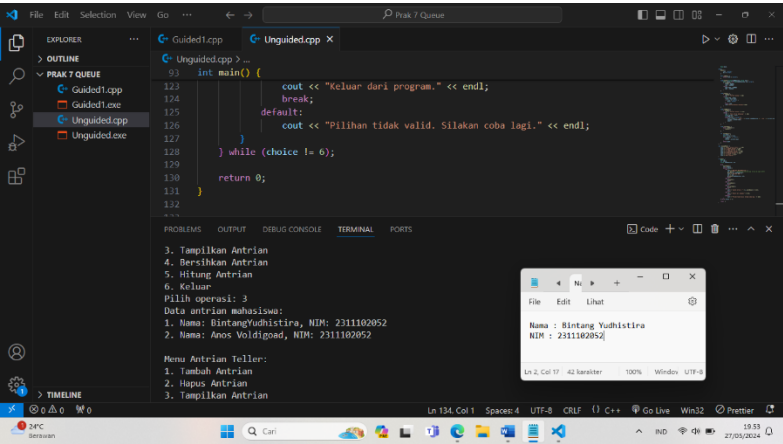 File Edit Selection View Go ··· ← → Prak 7 Queue
EXPLORER ···
OUTLINE
PRAK 7 QUEUE
Guided1.cpp
Guided1.exe
Unguided.cpp
Unguided.exe
TIMELINE
Guided1.cpp Unguided.cpp ×
Unguided.cpp > ...
93 int main() {
123 cout << "Keluar dari program." << endl;
124 break;
125 default:
126 cout << "Pilihan tidak valid. Silakan coba lagi." << endl;
127 }
128 } while (choice != 6);
129
130 return 0;
131 }
132
PROBLEMS OUTPUT DEBUG CONSOLE TERMINAL PORTS Code
3. Tampilkan Antrian
4. Bersihkan Antrian
5. Hitung Antrian
6. Keluar
Pilih operasi: 3
Data antrian mahasiswa:
1. Nama: BintangYudhistira, NIM: 2311102052
2. Nama: Anos Voldigoad, NIM: 2311102052
Menu Antrian Teller:
1. Tambah Antrian
2. Hapus Antrian
3. Tampilkan Antrian
File Edit Lihat
Nama : Bintang Yudhistira
NIM : 2311102052
Ln 2, Col 17 42 karakter 100% Windov UTF-8
0 0 0 Ln 134, Col 1 Spaces: 4 UTF-8 CRLF {} C++ Go Live Win32 Prettier
24°C
Berawan
Cari
IND
19.53
27/05/2024